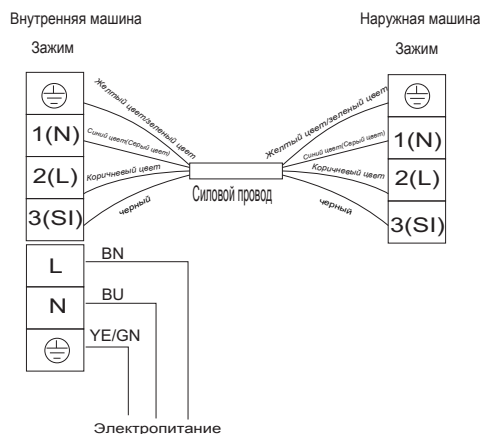 Внутренняя машина
Наружная машина
Зажим
Зажим
Желтый цвет/зеленый цвет
Желтый цвет/зеленый цвет
1(N)
Синий цвет(Серый цвет)
Синий цвет(Серый цвет)
1(N)
2(L)
Коричневый цвет
Коричневый цвет
2(L)
Силовой провод
3(SI)
черный
черный
3(SI)
L
BN
N
BU
YE/GN
Электропитание